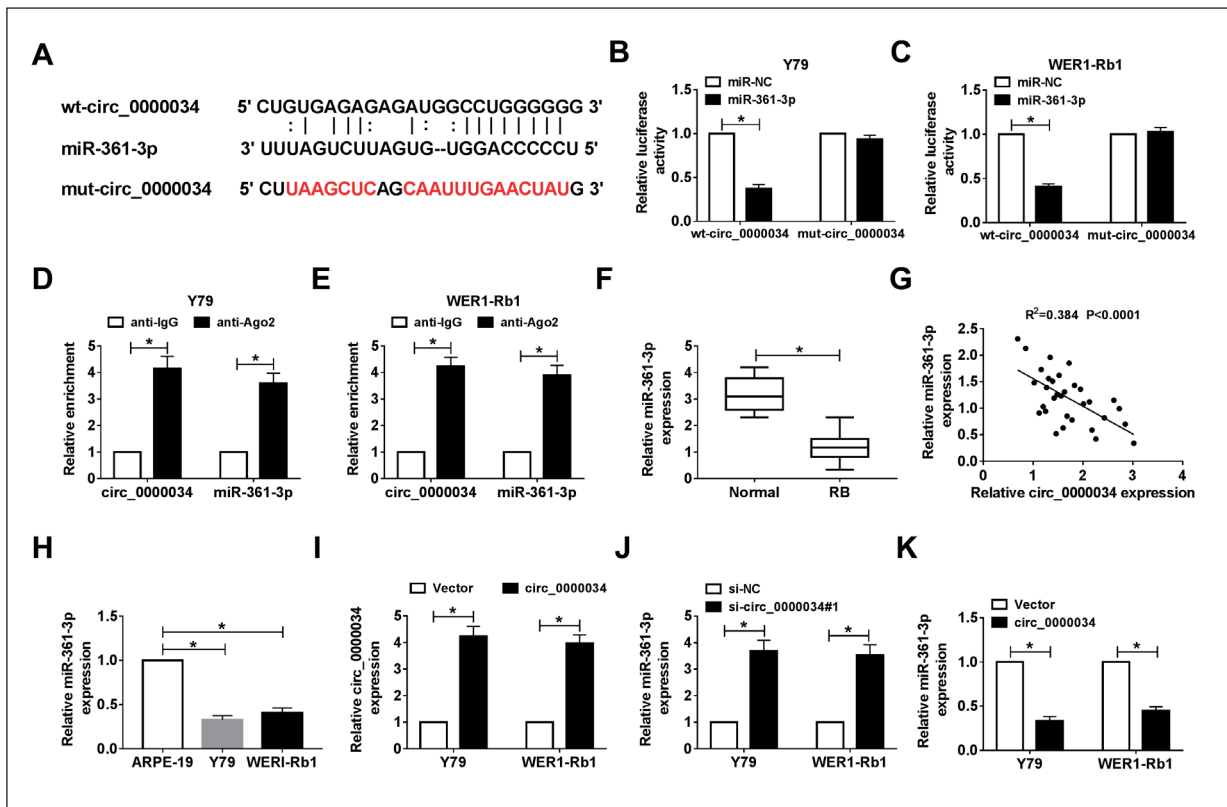 A
wt-circ_0000034 5' CUGUGAGAGAGAUGGCCUGGGGGG 3'
miR-361-3p 3' UUUAGUCUUAGUG--UGGACCCCCU 5'
mut-circ_0000034 5' CUUAAGCUCAGCAAUUUGAACUAUG 3'
B
Y79
miR-NC
miR-361-3p
Relative luciferase
activity
1.5
1.0
0.5
0.0
*
wt-circ_0000034 mut-circ_0000034
C
WER1-Rb1
miR-NC
miR-361-3p
Relative luciferase
activity
1.5
1.0
0.5
0.0
*
wt-circ_0000034 mut-circ_0000034
D
Y79
anti-IgG anti-Ago2
Relative enrichment
5
4
3
2
1
0
* *
circ_0000034 miR-361-3p
E
WER1-Rb1
anti-IgG anti-Ago2
Relative enrichment
5
4
3
2
1
0
* *
circ_0000034 miR-361-3p
F
Relative miR-361-3p
expression
5
4
3
2
1
0
*
Normal RB
G
R2=0.384 P<0.0001
Relative miR-361-3p
expression
2.5
2.0
1.5
1.0
0.5
0.0
0 1 2 3 4
Relative circ_0000034 expression
H
Relative miR-361-3p
expression
1.5
1.0
0.5
0.0
*
*
ARPE-19 Y79 WERI-Rb1
I
Vector circ_0000034
Relative circ_0000034
expression
5
4
3
2
1
0
* *
Y79 WER1-Rb1
J
si-NC
si-circ_0000034#1
Relative miR-361-3p
expression
5
4
3
2
1
0
* *
Y79 WER1-Rb1
K
Vector
circ_0000034
Relative miR-361-3p
expression
1.5
1.0
0.5
0.0
* *
Y79 WER1-Rb1